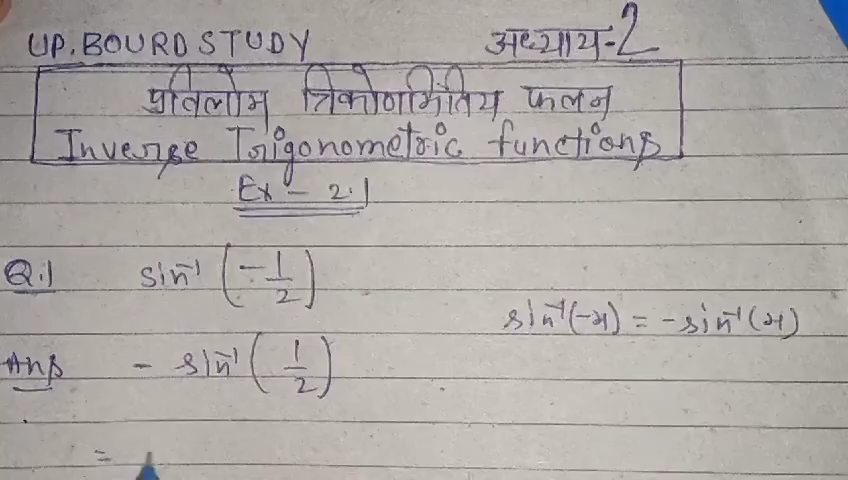 UP. BOURD STUDY अध्याय-2
प्रतिलोम त्रिकोणमितिय फलन
Inverse Trigonometric functions
Ex - 2.1
Q.1 sin⁻¹ (-1/2)
sin⁻¹(-x) = -sin⁻¹(x)
Ans - sin⁻¹ (1/2)
=